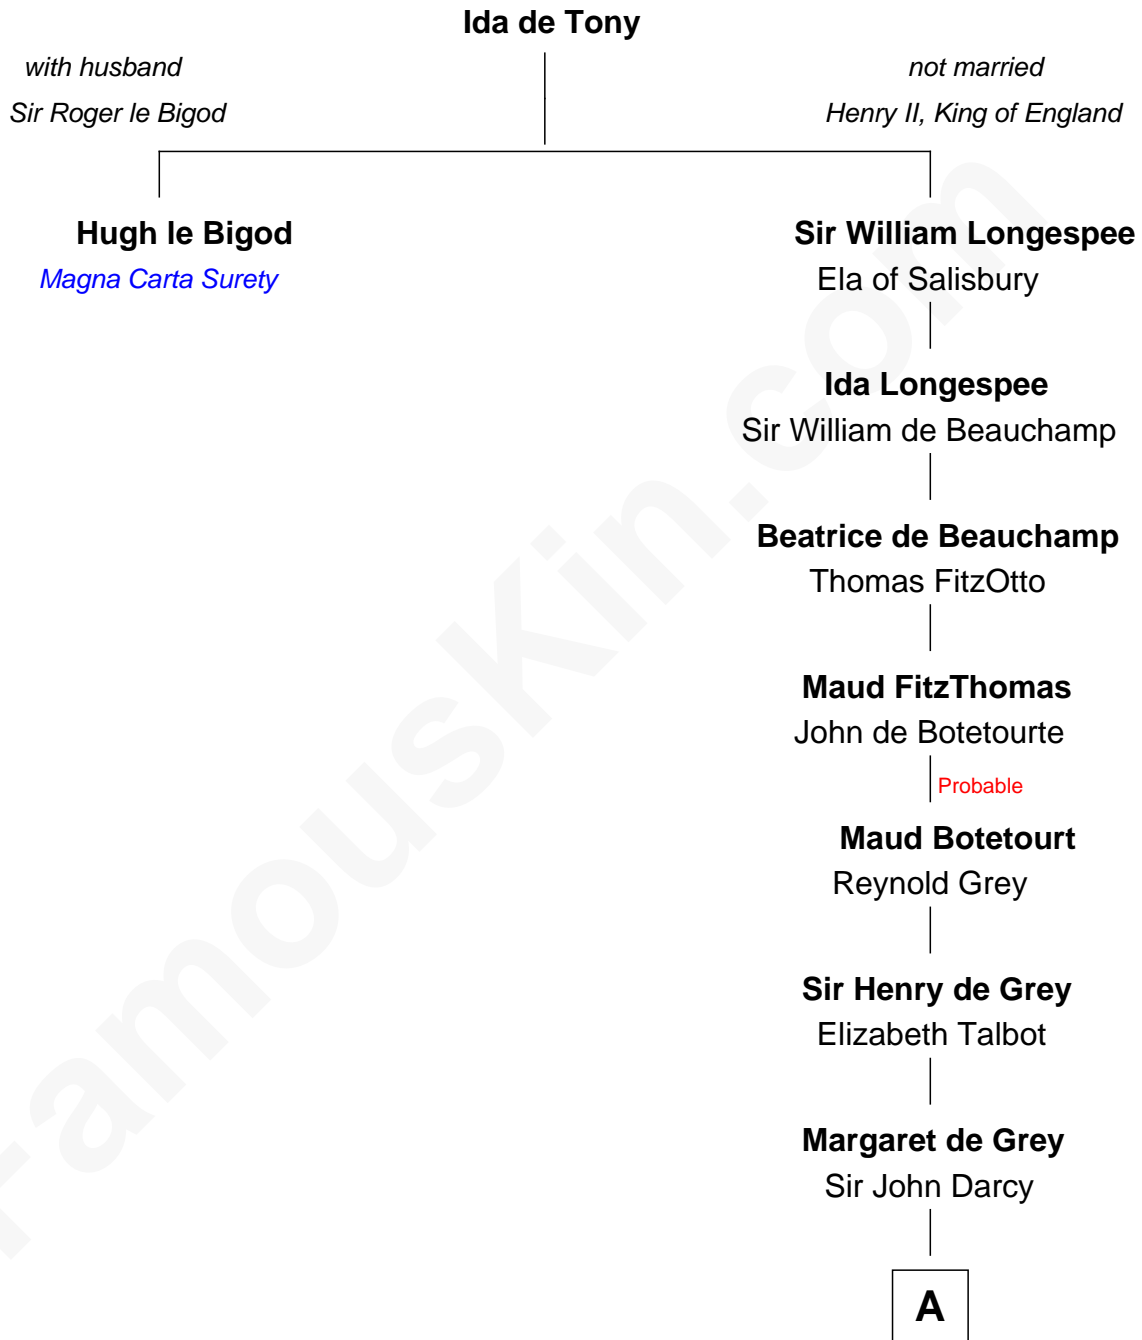 Ida de Tony
with husband
Sir Roger le Bigod
not married
Henry II, King of England
Hugh le Bigod
Magna Carta Surety
Sir William Longespee
Ela of Salisbury
Ida Longespee
Sir William de Beauchamp
Beatrice de Beauchamp
Thomas FitzOtto
Maud FitzThomas
John de Botetourte
Probable
Maud Botetourt
Reynold Grey
Sir Henry de Grey
Elizabeth Talbot
Margaret de Grey
Sir John Darcy
A
FamousKin.com